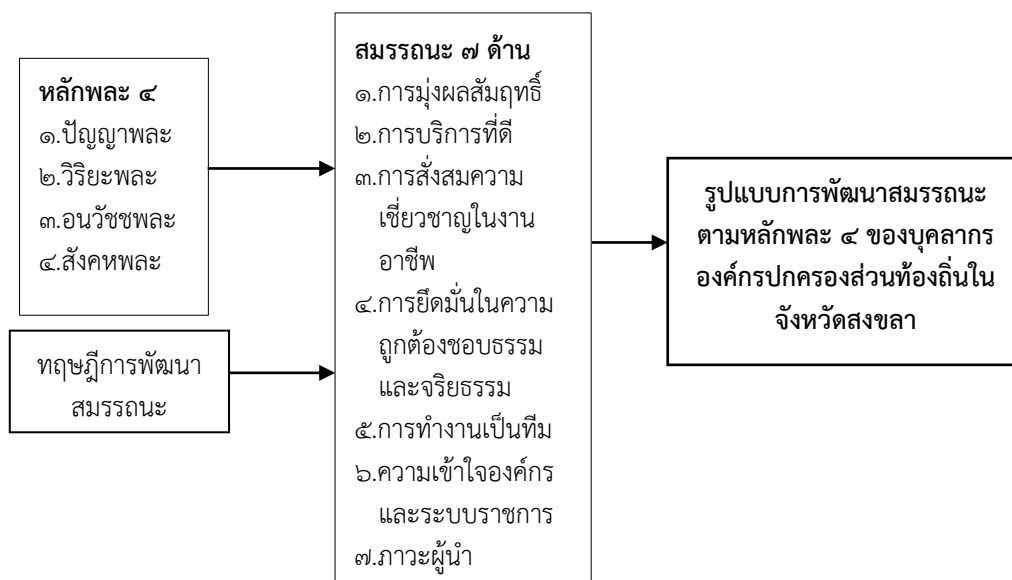 หลักพละ ๔
๑.ปัญญาพละ
๒.วิริยะพละ
๓.อนวัชชพละ
๔.สังคหพละ
ทฤษฎีการพัฒนา
สมรรถนะ
สมรรถนะ ๗ ด้าน
๑.การมุ่งผลสัมฤทธิ์
๒.การบริการที่ดี
๓.การสั่งสมความ
เชี่ยวชาญในงาน
อาชีพ
๔.การยึดมั่นในความ
ถูกต้องชอบธรรม
และจริยธรรม
๕.การทำงานเป็นทีม
๖.ความเข้าใจองค์กร
และระบบราชการ
๗.ภาวะผู้นำ
รูปแบบการพัฒนาสมรรถนะ
ตามหลักพละ ๔ ของบุคลากร
องค์กรปกครองส่วนท้องถิ่นใน
จังหวัดสงขลา